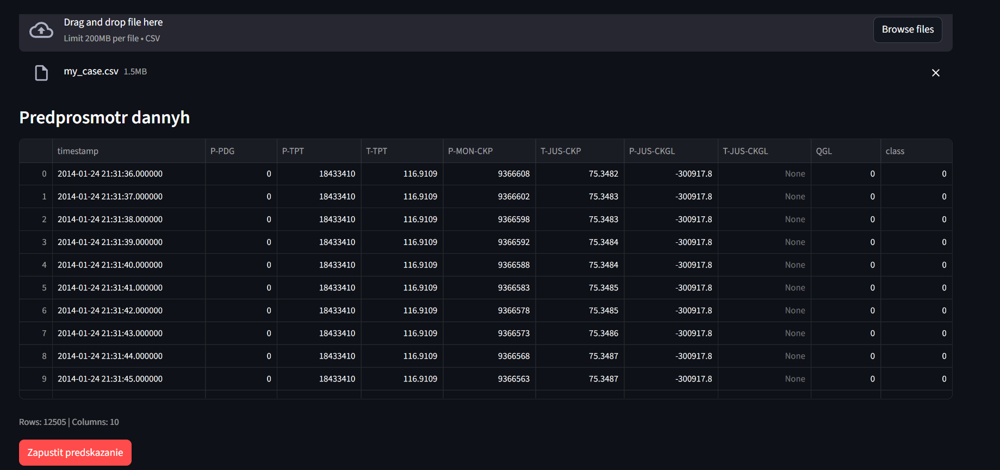 Drag and drop file here
Limit 200MB per file • CSV
Browse files
my_case.csv 1.5MB
Predprosmotr dannyh
timestamp P-PDG P-TPT T-TPT P-MON-CKP T-JUS-CKP P-JUS-CKGL T-JUS-CKGL QGL class
0 2014-01-24 21:31:36.000000 0 18433410 116.9109 9366608 75.3482 -300917.8 None 0 0
1 2014-01-24 21:31:37.000000 0 18433410 116.9109 9366602 75.3483 -300917.8 None 0 0
2 2014-01-24 21:31:38.000000 0 18433410 116.9109 9366598 75.3483 -300917.8 None 0 0
3 2014-01-24 21:31:39.000000 0 18433410 116.9109 9366592 75.3484 -300917.8 None 0 0
4 2014-01-24 21:31:40.000000 0 18433410 116.9109 9366588 75.3484 -300917.8 None 0 0
5 2014-01-24 21:31:41.000000 0 18433410 116.9109 9366583 75.3485 -300917.8 None 0 0
6 2014-01-24 21:31:42.000000 0 18433410 116.9109 9366578 75.3485 -300917.8 None 0 0
7 2014-01-24 21:31:43.000000 0 18433410 116.9109 9366573 75.3486 -300917.8 None 0 0
8 2014-01-24 21:31:44.000000 0 18433410 116.9109 9366568 75.3487 -300917.8 None 0 0
9 2014-01-24 21:31:45.000000 0 18433410 116.9109 9366563 75.3487 -300917.8 None 0 0
Rows: 12505 | Columns: 10
Zapustit predskazanie